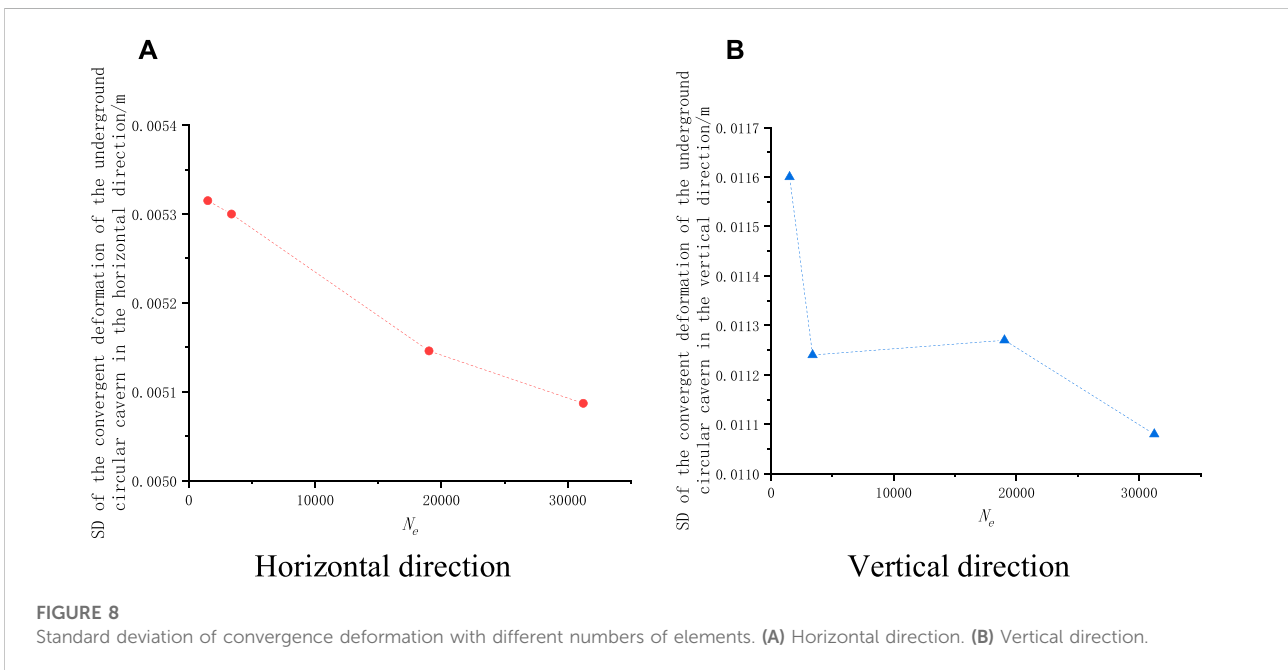 A
SD of the convergent deformation of the underground
circular cavern in the horizontal direction/m
0.0054
0.0053
0.0052
0.0051
0.0050
0
10000
20000
30000
Ne
Horizontal direction
B
SD of the convergent deformation of the underground
circular cavern in the vertical direction/m
0.0117
0.0116
0.0115
0.0114
0.0113
0.0112
0.0111
0.0110
0
10000
20000
30000
Ne
Vertical direction
FIGURE 8
Standard deviation of convergence deformation with different numbers of elements. (A) Horizontal direction. (B) Vertical direction.